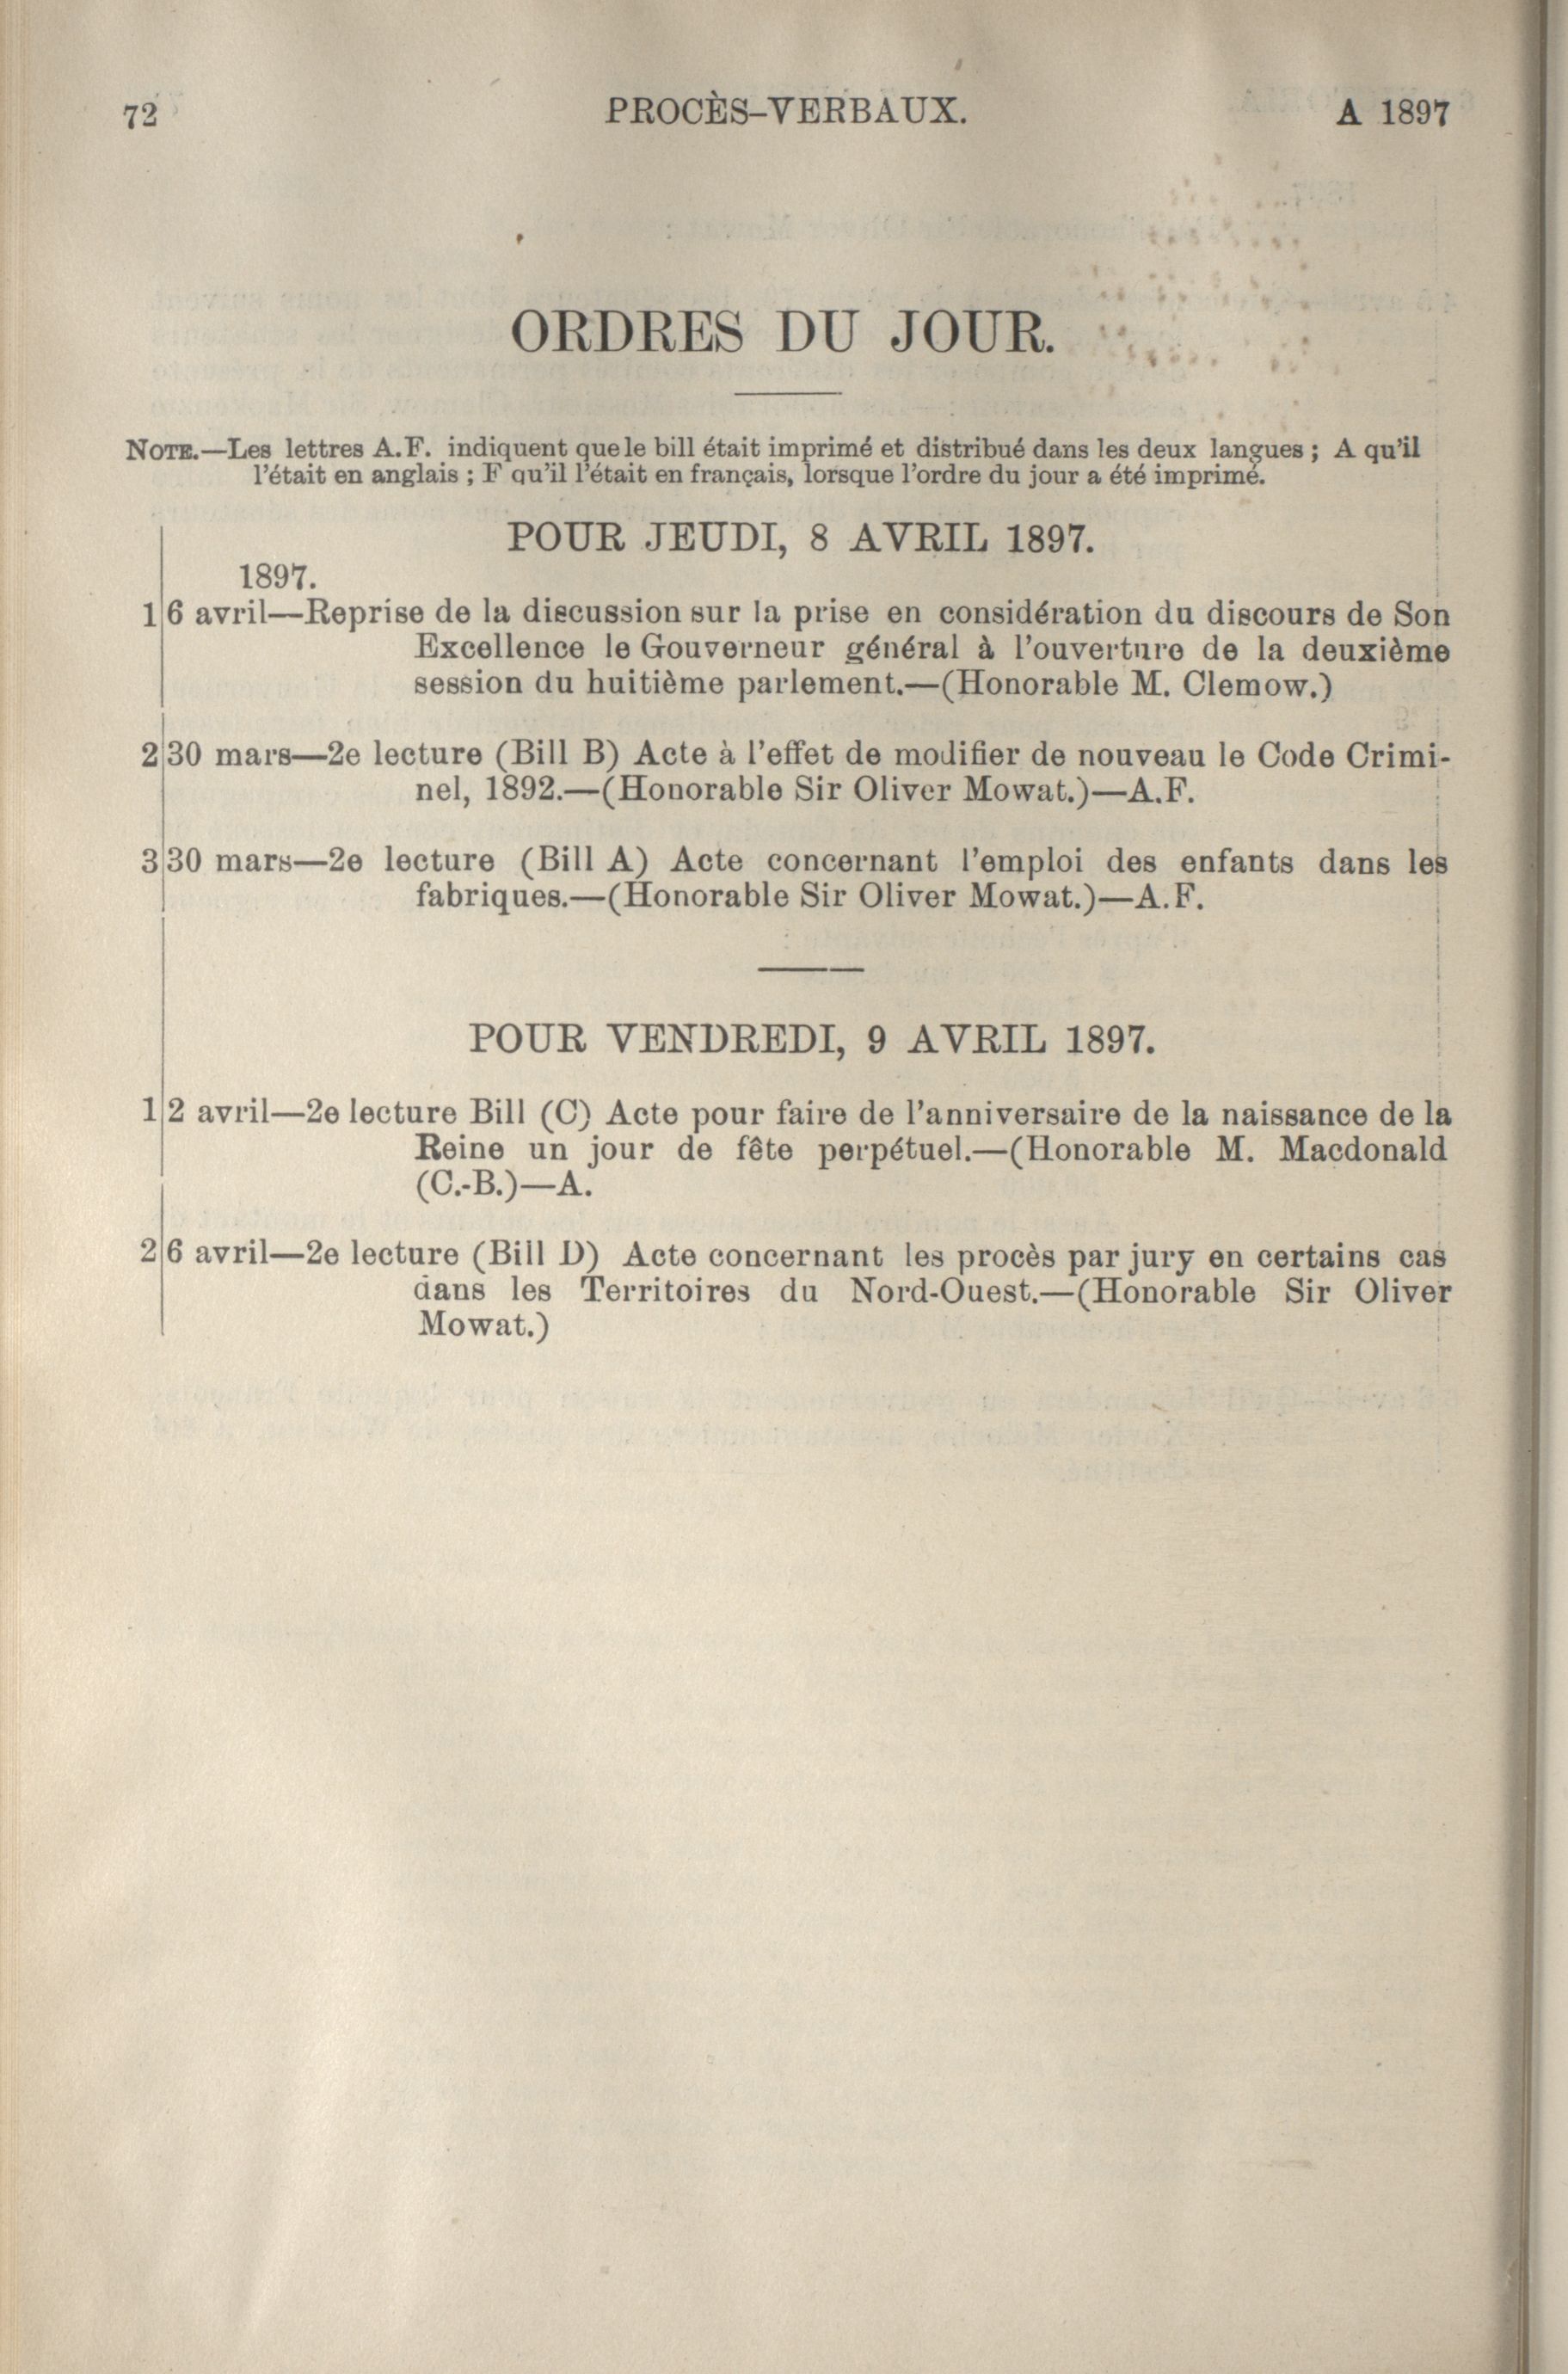 72 PROCÈS-VERBAUX. A 1897
ORDRES DU JOUR.
NOTE.—Les lettres A.F. indiquent que le bill était imprimé et distribué dans les deux langues ; A qu'il
l'était en anglais ; F qu'il l'était en français, lorsque l'ordre du jour a été imprimé.
POUR JEUDI, 8 AVRIL 1897.
1897.
1 6 avril—Reprise de la discussion sur la prise en considération du discours de Son
Excellence le Gouverneur général à l'ouverture de la deuxième
session du huitième parlement.—(Honorable M. Clemow.)
2 30 mars—2e lecture (Bill B) Acte à l'effet de modifier de nouveau le Code Crimi-
nel, 1892.—(Honorable Sir Oliver Mowat.)—A.F.
3 30 mars—2e lecture (Bill A) Acte concernant l'emploi des enfants dans les
fabriques.—(Honorable Sir Oliver Mowat.)—A.F.
POUR VENDREDI, 9 AVRIL 1897.
1 2 avril—2e lecture Bill (C) Acte pour faire de l'anniversaire de la naissance de la
Reine un jour de fête perpétuel.—(Honorable M. Macdonald
(C.-B.)—A.
2 6 avril—2e lecture (Bill D) Acte concernant les procès par jury en certains cas
dans les Territoires du Nord-Ouest.—(Honorable Sir Oliver
Mowat.)